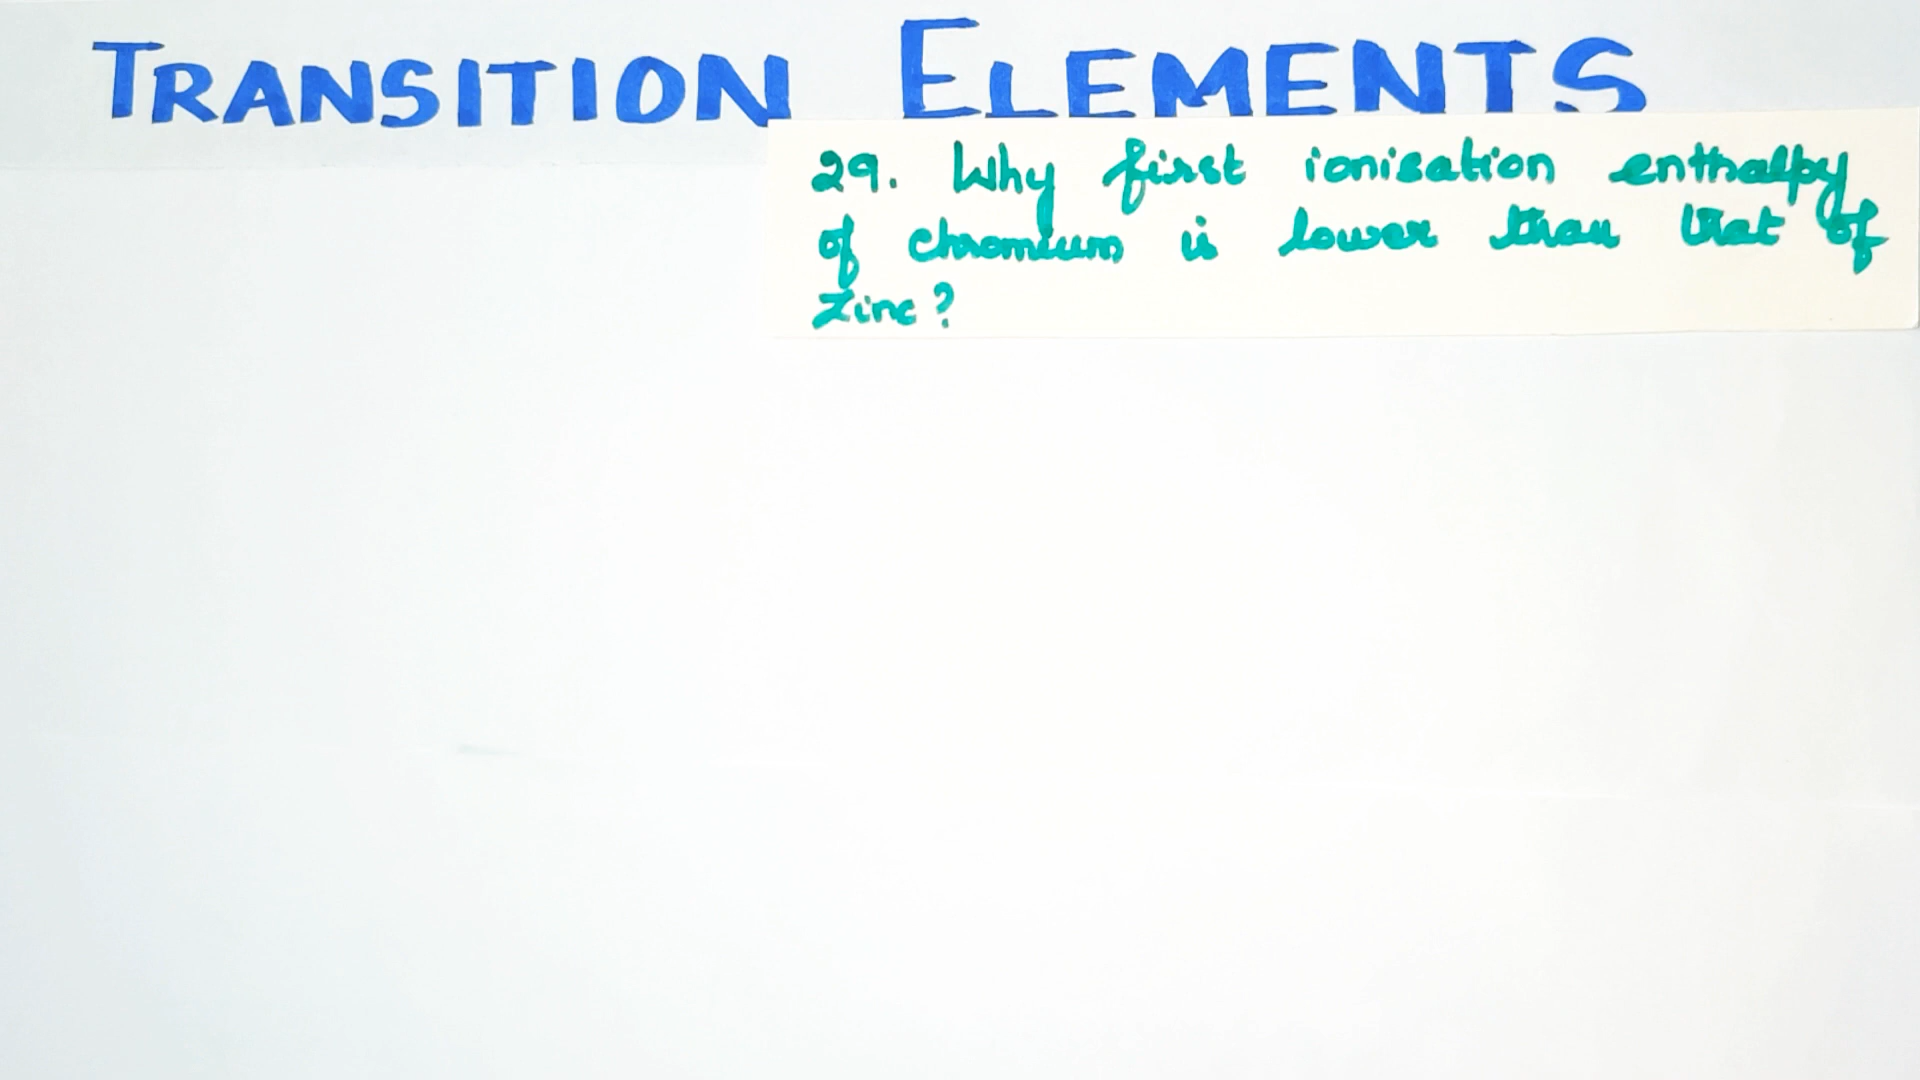 TRANSITION ELEMENTS
29. Why first ionisation enthalpy
of chromium is lower than that of
Zinc?